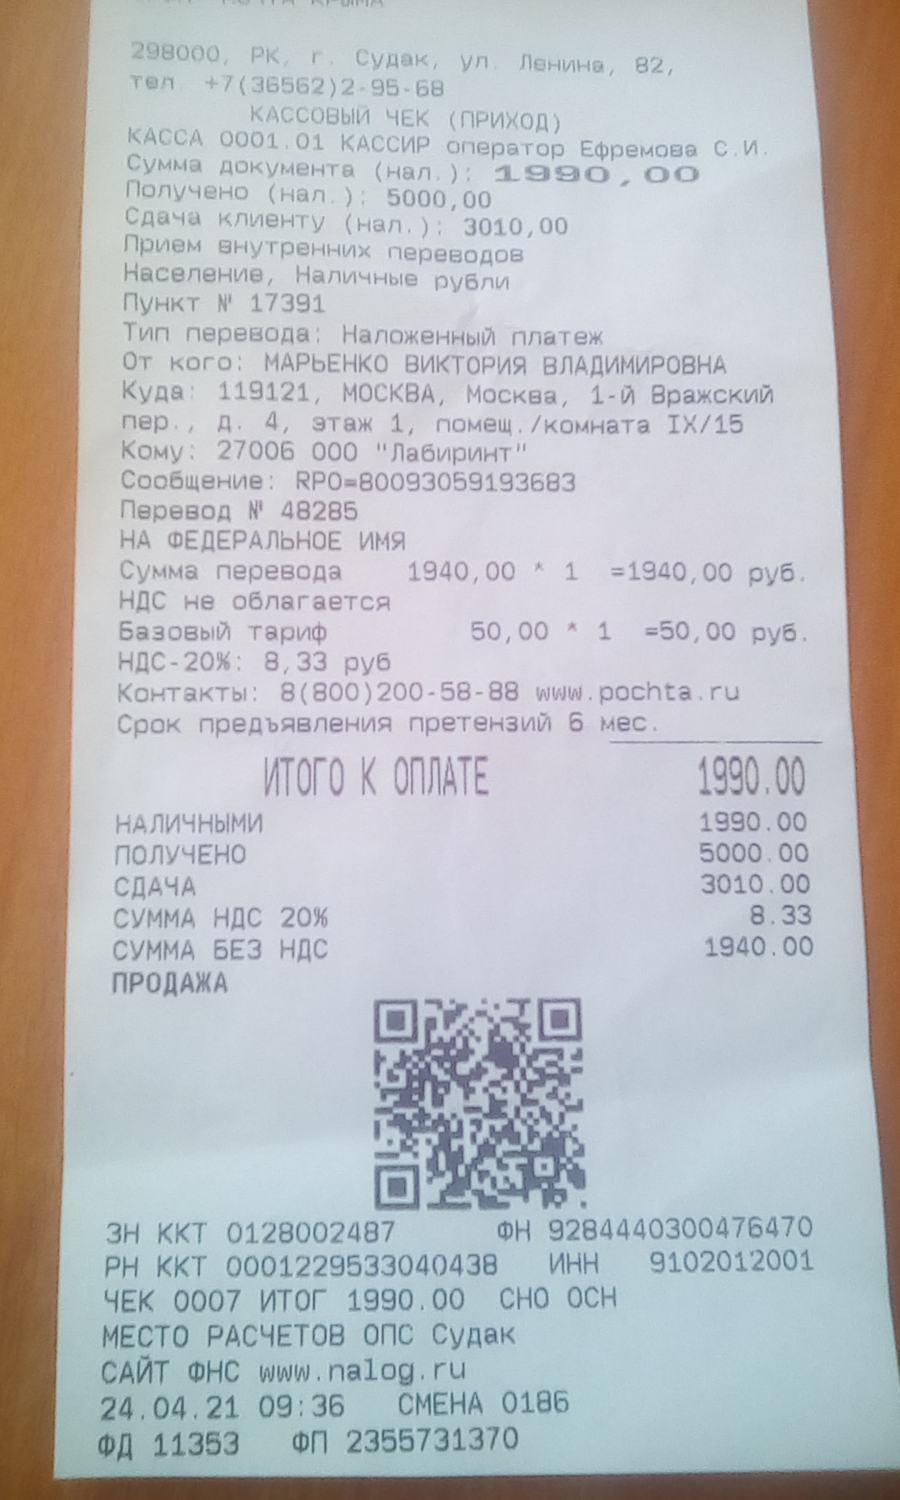 298000, РК, г. Судак, ул. Ленина, 82,
тел. +7(36562)2-95-68
КАССОВЫЙ ЧЕК (ПРИХОД)
КАССА 0001.01 КАССИР оператор Ефремова С.И.
Сумма документа (нал.): 1990,00
Получено (нал.): 5000,00
Сдача клиенту (нал.): 3010,00
Прием внутренних переводов
Население, Наличные рубли
Пункт № 17391
Тип перевода: Наложенный платеж
От кого: МАРЬЕНКО ВИКТОРИЯ ВЛАДИМИРОВНА
Куда: 119121, МОСКВА, Москва, 1-й Вражский
пер., д. 4, этаж 1, помещ./комната IX/15
Кому: 27006 ООО "Лабиринт"
Сообщение: RPO=80093059193683
Перевод № 48285
НА ФЕДЕРАЛЬНОЕ ИМЯ
Сумма перевода 1940,00 * 1 =1940,00 руб.
НДС не облагается
Базовый тариф 50,00 * 1 =50,00 руб.
НДС-20%: 8,33 руб
Контакты: 8(800)200-58-88 www.pochta.ru
Срок предъявления претензий 6 мес.
ИТОГО К ОПЛАТЕ 1990.00
НАЛИЧНЫМИ 1990.00
ПОЛУЧЕНО 5000.00
СДАЧА 3010.00
СУММА НДС 20% 8.33
СУММА БЕЗ НДС 1940.00
ПРОДАЖА
ЗН ККТ 0128002487 ФН 9284440300476470
РН ККТ 0001229533040438 ИНН 9102012001
ЧЕК 0007 ИТОГ 1990.00 СНО ОСН
МЕСТО РАСЧЕТОВ ОПС Судак
САЙТ ФНС www.nalog.ru
24.04.21 09:36 СМЕНА 0186
ФД 11353 ФП 2355731370